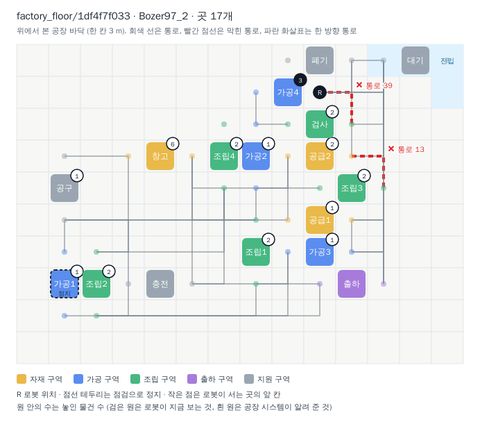 factory_floor/1df4f7f033 · Bozer97_2 · 곳 17개
위에서 본 공장 바닥 (한 칸 3 m). 회색 선은 통로, 빨간 점선은 막힌 통로, 파란 화살표는 한 방향 통로
폐기 대기 전립
3
가공4 R ✕ 통로 39
2
검사
6 2 1 2 ✕ 통로 13
창고 조립4 가공2 공급2
1 2
공구 조립3
1
공급1
2 1
조립1 가공3
1 2
가공1 조립2 충전 출하
정지
자재 구역 가공 구역 조립 구역 출하 구역 지원 구역
R 로봇 위치 · 점선 테두리는 점검으로 정지 · 작은 점은 로봇이 서는 곳의 앞 칸
원 안의 수는 놓인 물건 수 (검은 원은 로봇이 지금 보는 것, 흰 원은 공장 시스템이 알려 준 것)